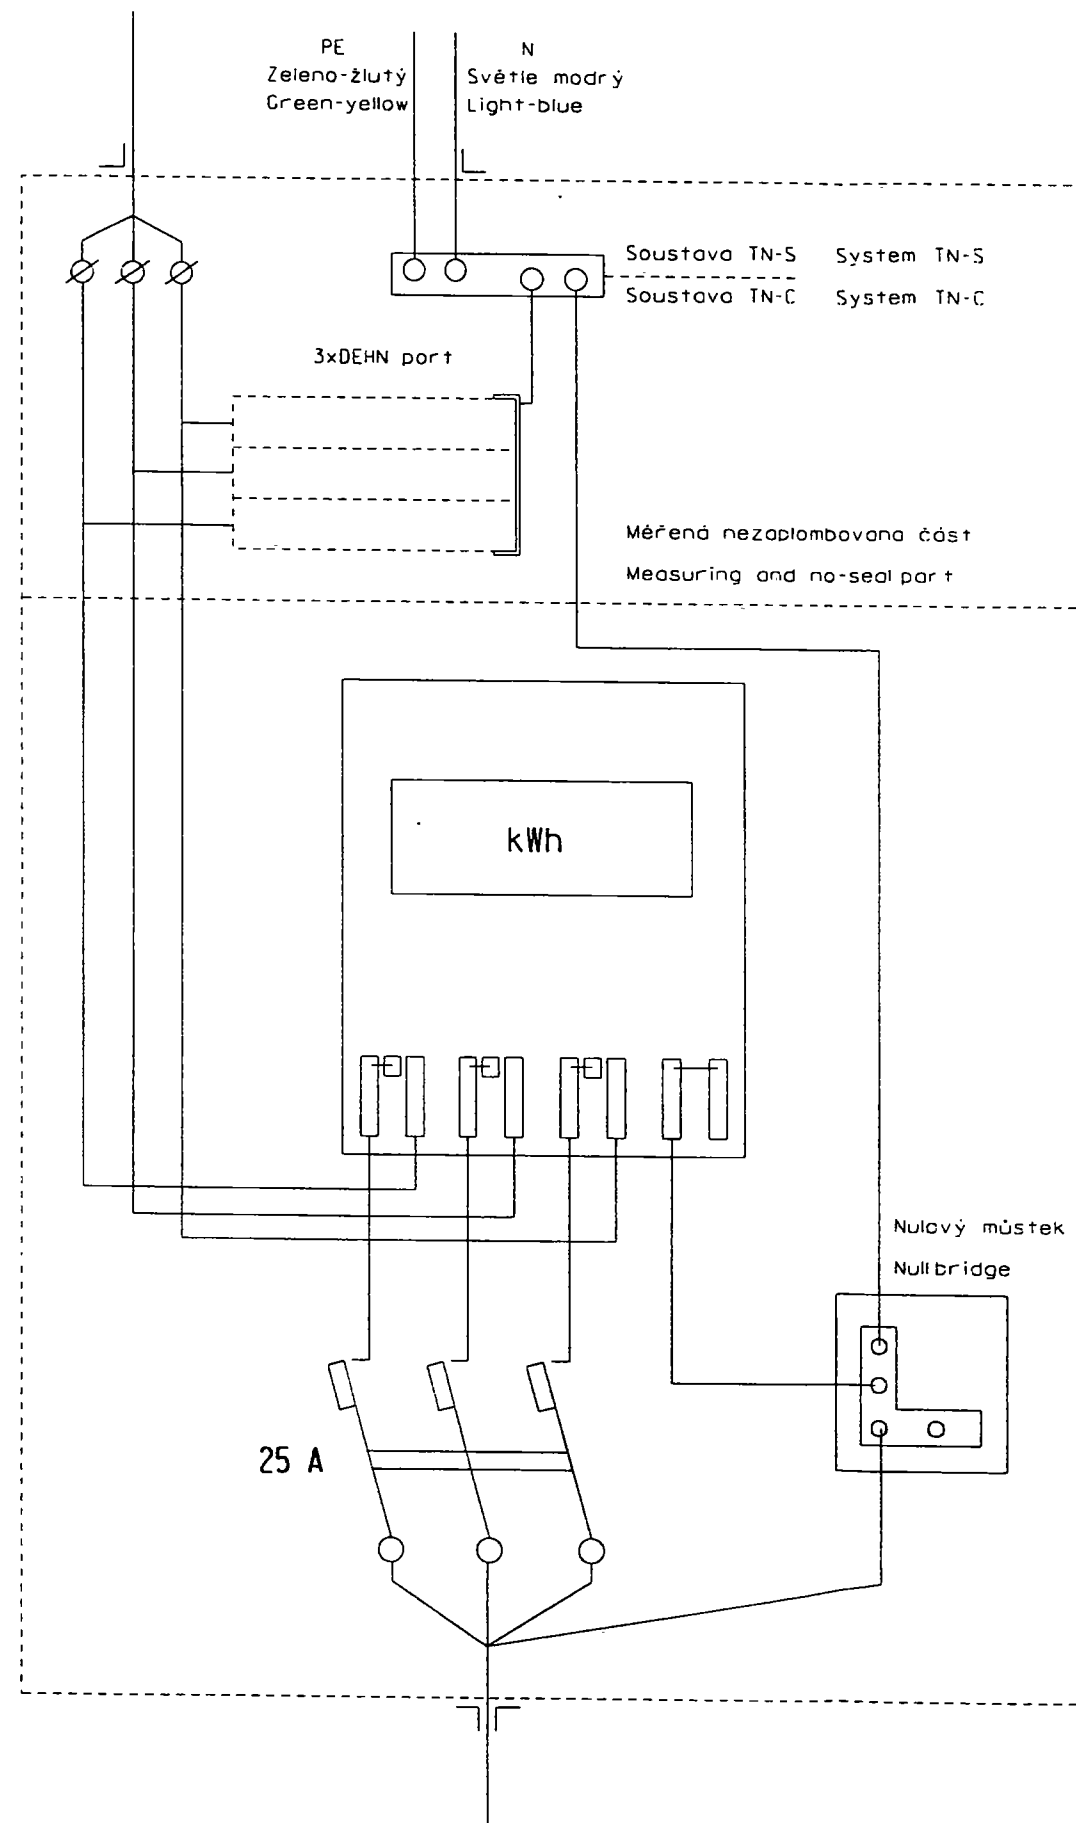 PE
Zeleno-žlutý
Green-yellow
N
Světle modrý
Light-blue
Soustava TN-S System TN-S
Soustava TN-C System TN-C
3xDEHN port
Měřená nezaplombovana část
Measuring and no-seal part
kWh
Nulový můstek
Nullbridge
25 A